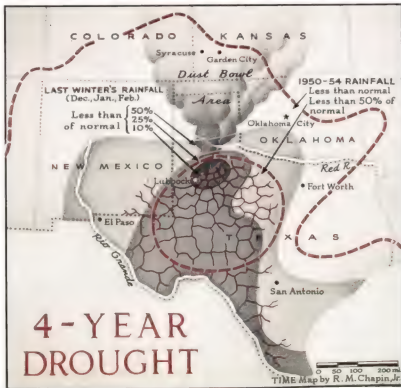 COLORADO KANSAS
Syracuse Garden City
Dust Bowl
Area
LAST WINTER'S RAINFALL
(Dec., Jan., Feb.)
Less than
of normal
50%
25%
10%
1950-54 RAINFALL
Less than normal
Less than 50% of
normal
Oklahoma City
OKLAHOMA
NEW MEXICO
Red R.
Lubbock
Fort Worth
El Paso
TEXAS
Rio Grande
San Antonio
4-YEAR
DROUGHT
0 50 100 200 mi
TIME Map by R. M. Chapin, Jr.